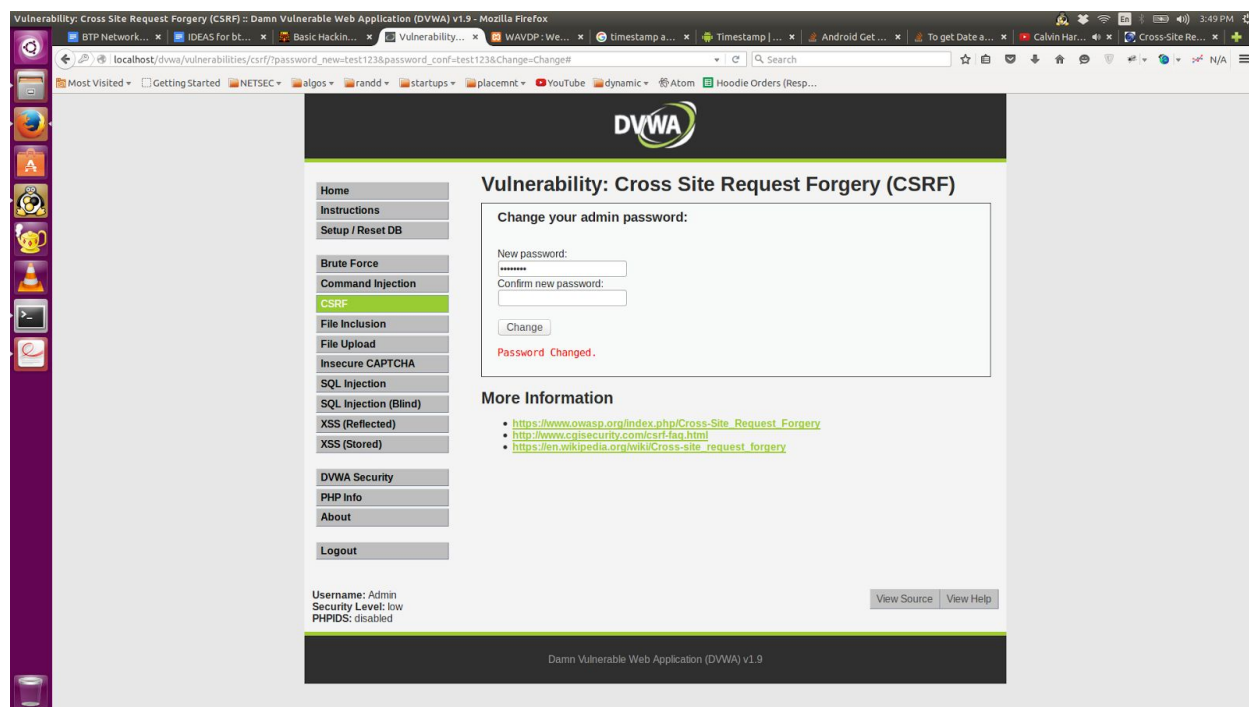 Vulnerability: Cross Site Request Forgery (CSRF) :: Damn Vulnerable Web Application (DVWA) v1.9 - Mozilla Firefox
En
3:49 PM
BTP Network...
IDEAS for bt...
Basic Hackin...
Vulnerability...
WAVDP : We...
timestamp a...
Timestamp | ...
Android Get ...
To get Date a...
Calvin Har...
Cross-Site Re...
localhost/dvwa/vulnerabilities/csrf/?password_new=test123&password_conf=test123&Change=Change#
Search
N/A
Most Visited
Getting Started
NETSEC
algos
randd
startups
placemnt
YouTube
dynamic
Atom
Hoodie Orders (Resp...
DVWA
Home
Instructions
Setup / Reset DB
Brute Force
Command Injection
CSRF
File Inclusion
File Upload
Insecure CAPTCHA
SQL Injection
SQL Injection (Blind)
XSS (Reflected)
XSS (Stored)
DVWA Security
PHP Info
About
Logout
Vulnerability: Cross Site Request Forgery (CSRF)
Change your admin password:
New password:
••••••••
Confirm new password:
Change
Password Changed.
More Information
• https://www.owasp.org/index.php/Cross-Site_Request_Forgery
• http://www.cgisecurity.com/csrf-faq.html
• https://en.wikipedia.org/wiki/Cross-site_request_forgery
Username: Admin
Security Level: low
PHPIDS: disabled
View Source
View Help
Damn Vulnerable Web Application (DVWA) v1.9